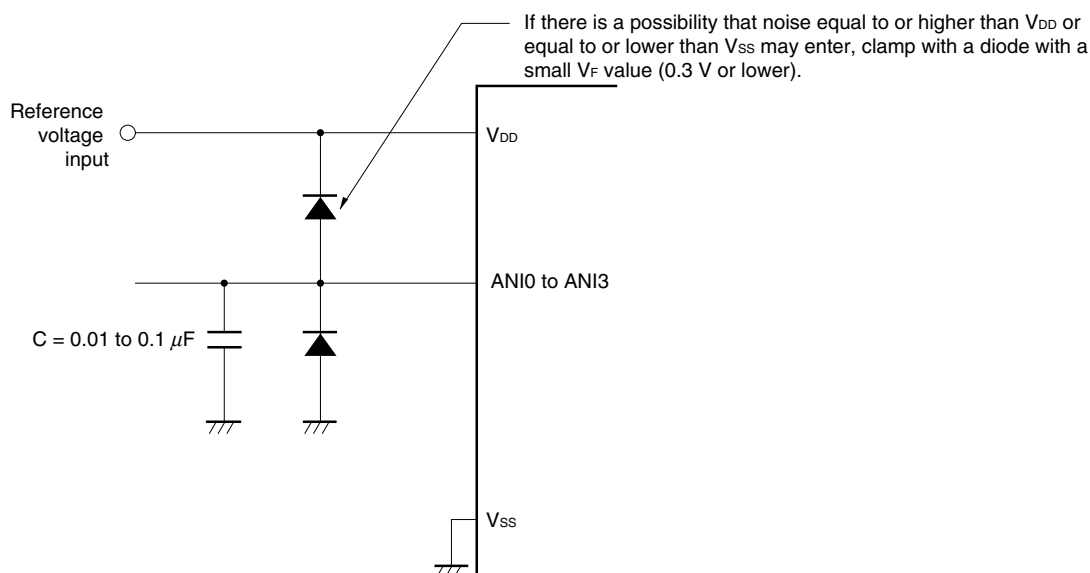 If there is a possibility that noise equal to or higher than VDD or
equal to or lower than VSS may enter, clamp with a diode with a
small VF value (0.3 V or lower).
Reference
voltage
input
VDD
ANI0 to ANI3
C = 0.01 to 0.1 μF
VSS